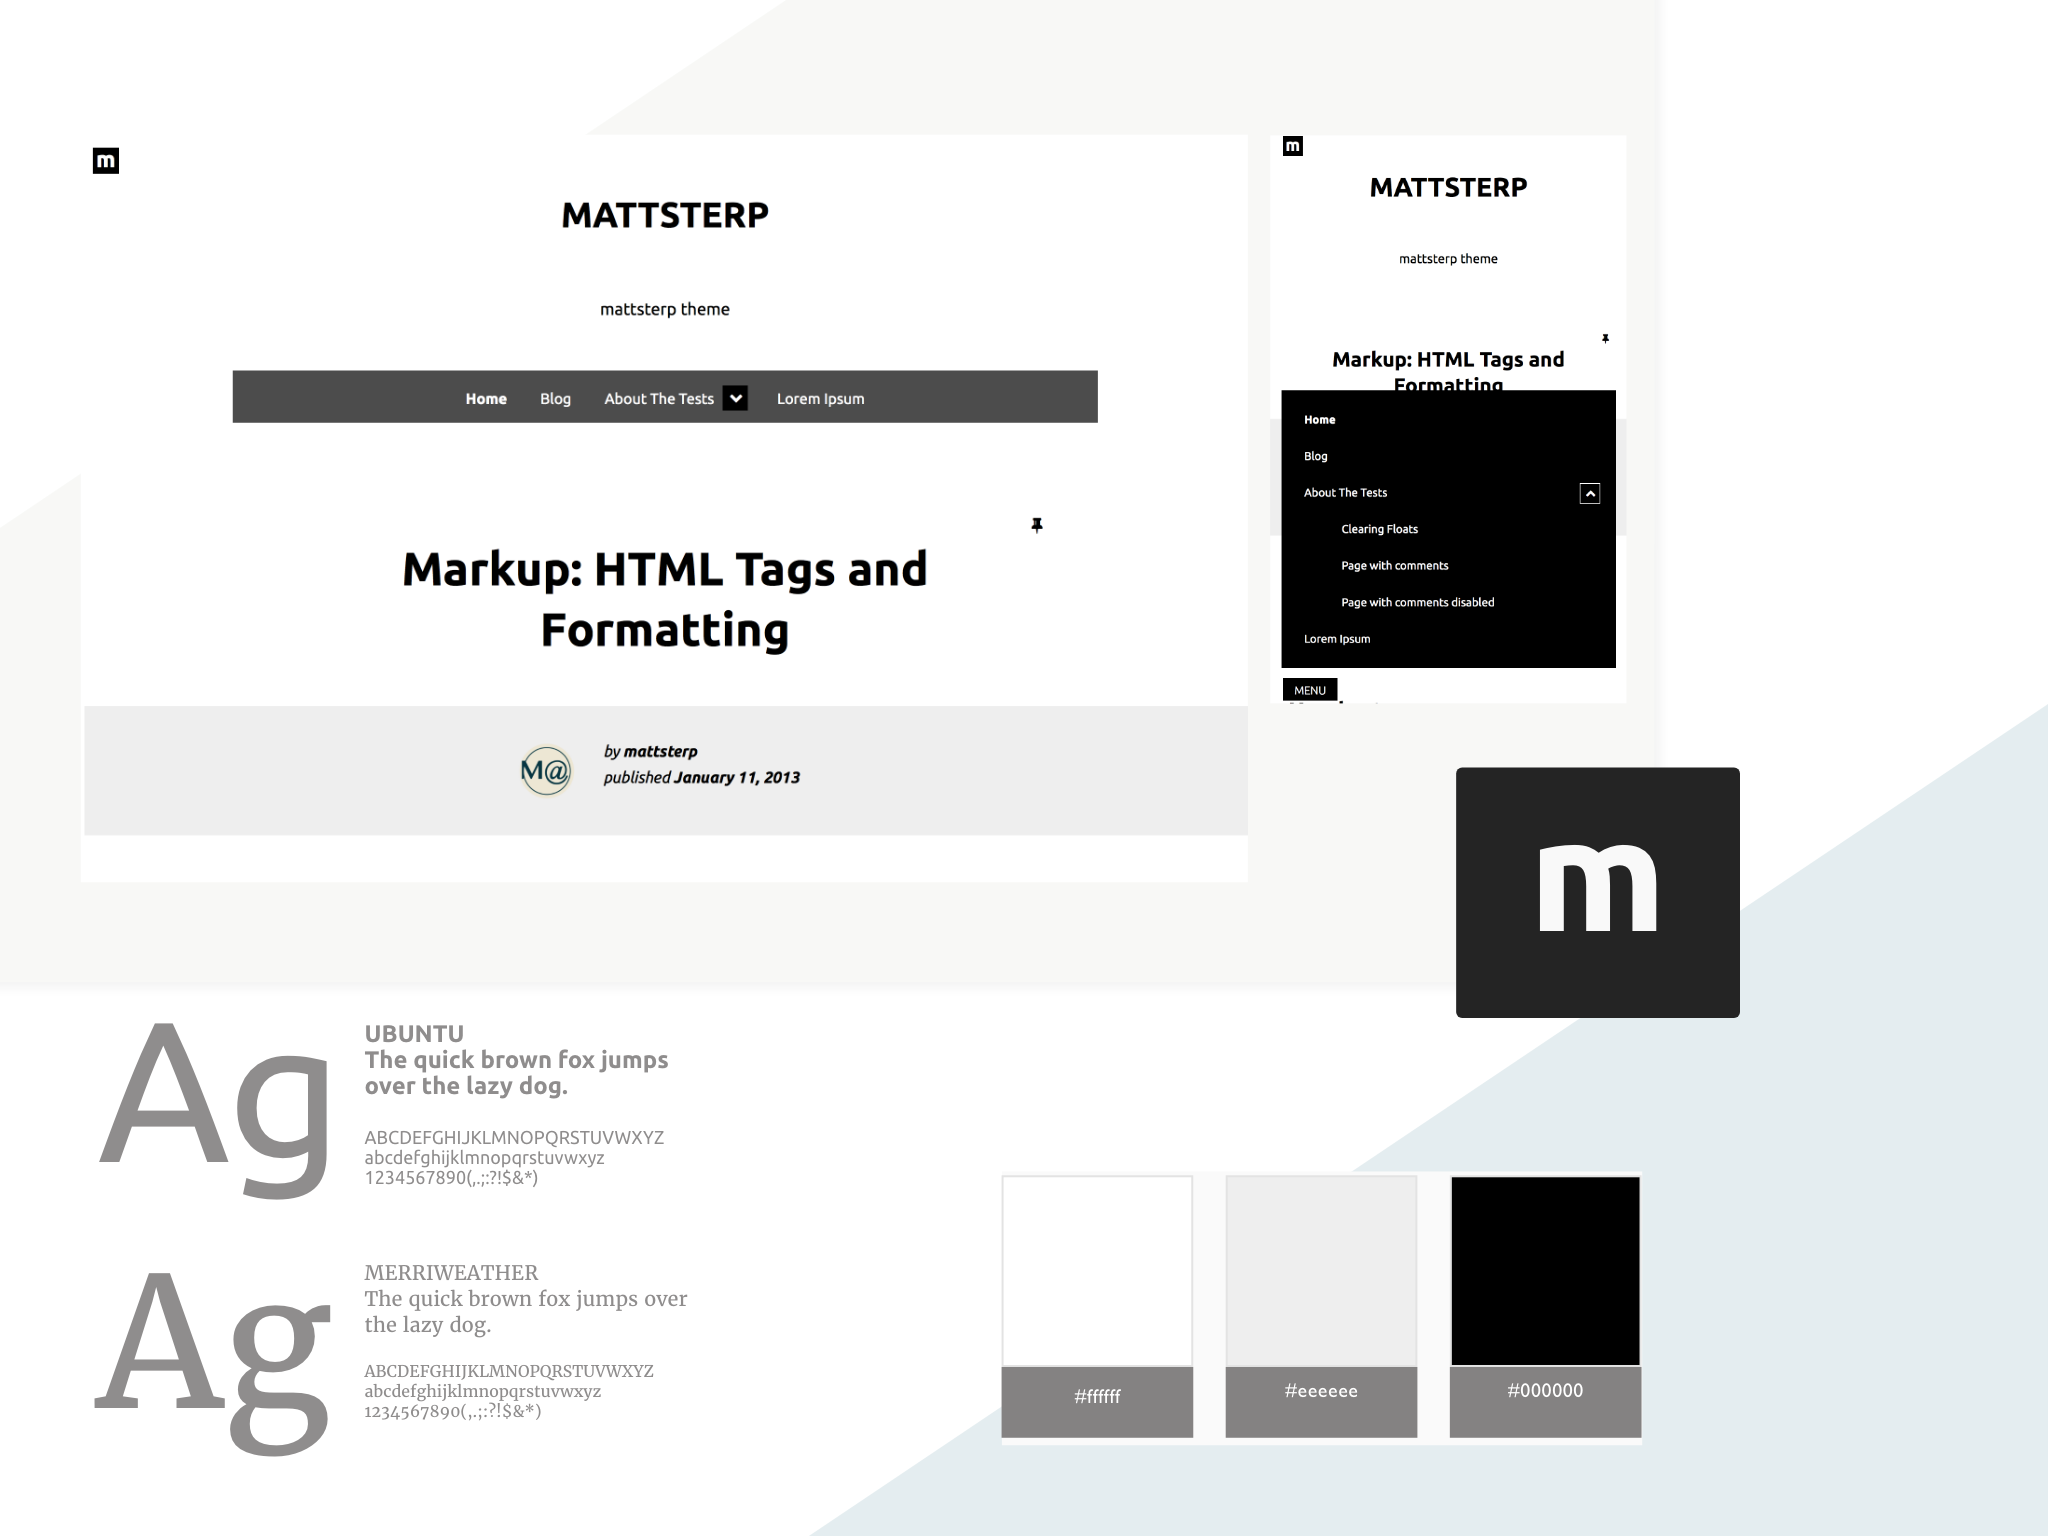 m
MATTSTERP
mattsterp theme
Home Blog About The Tests Lorem Ipsum
Markup: HTML Tags and
Formatting
M@
by mattsterp
published January 11, 2013
m
MATTSTERP
mattsterp theme
Markup: HTML Tags and
Formatting
Home
Blog
About The Tests
Clearing Floats
Page with comments
Page with comments disabled
Lorem Ipsum
MENU
m
Ag
UBUNTU
The quick brown fox jumps
over the lazy dog.
ABCDEFGHIJKLMNOPQRSTUVWXYZ
abcdefghijklmnopqrstuvwxyz
1234567890(,.;:?!$&*)
Ag
MERRIWEATHER
The quick brown fox jumps over
the lazy dog.
ABCDEFGHIJKLMNOPQRSTUVWXYZ
abcdefghijklmnopqrstuvwxyz
1234567890(,.;:?!$&*)
#ffffff
#eeeeee
#000000